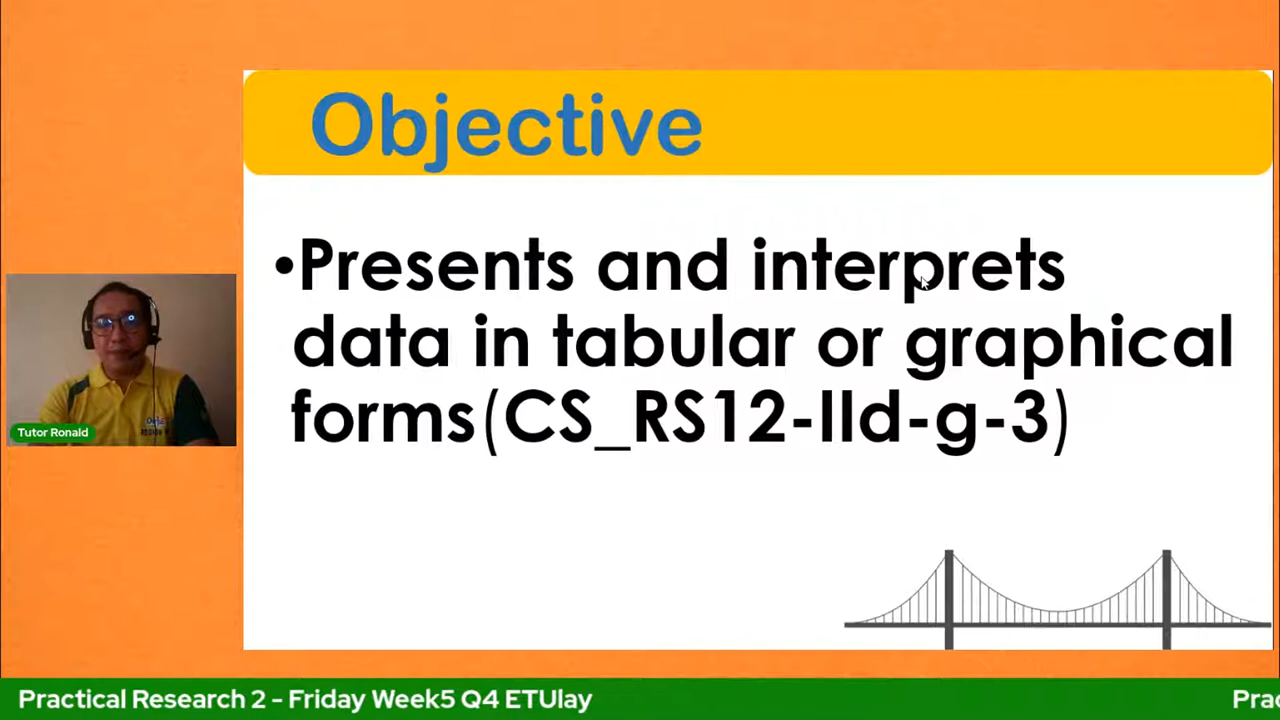 Objective
•Presents and interprets
data in tabular or graphical
forms(CS_RS12-IId-g-3)
Tutor Ronald
Practical Research 2 - Friday Week5 Q4 ETUlay
Prac